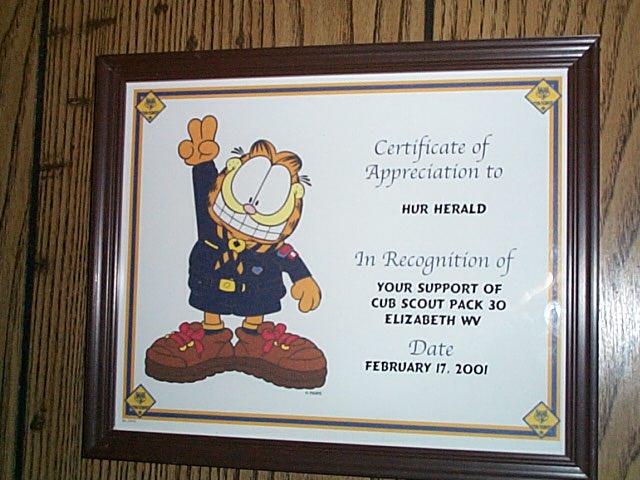 Certificate of
Appreciation to
HUR HERALD
In Recognition of
YOUR SUPPORT OF
CUB SCOUT PACK 30
ELIZABETH WV
Date
FEBRUARY 17, 2001
© PAWS